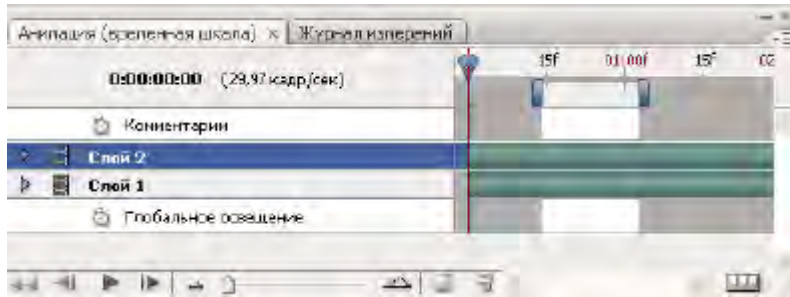 Анимация (временная шкала) × Журнал измерений
15f 01:00f 15f 02
0:00:00:00 (29,97 кадр/сек)
Комментарии
Слой 2
Слой 1
Глобальное освещение